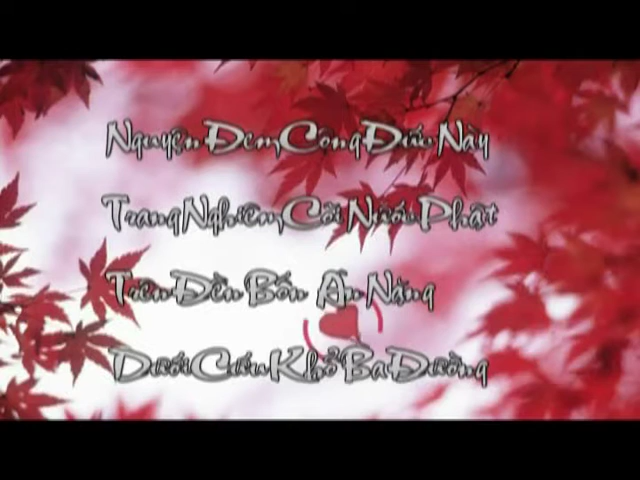 Nguyện Đem Công Đức Này
Trang Nghiêm Cõi Nước Phật
Trên Đền Bốn Ân Nặng
Dưới Cứu Khổ Ba Đường